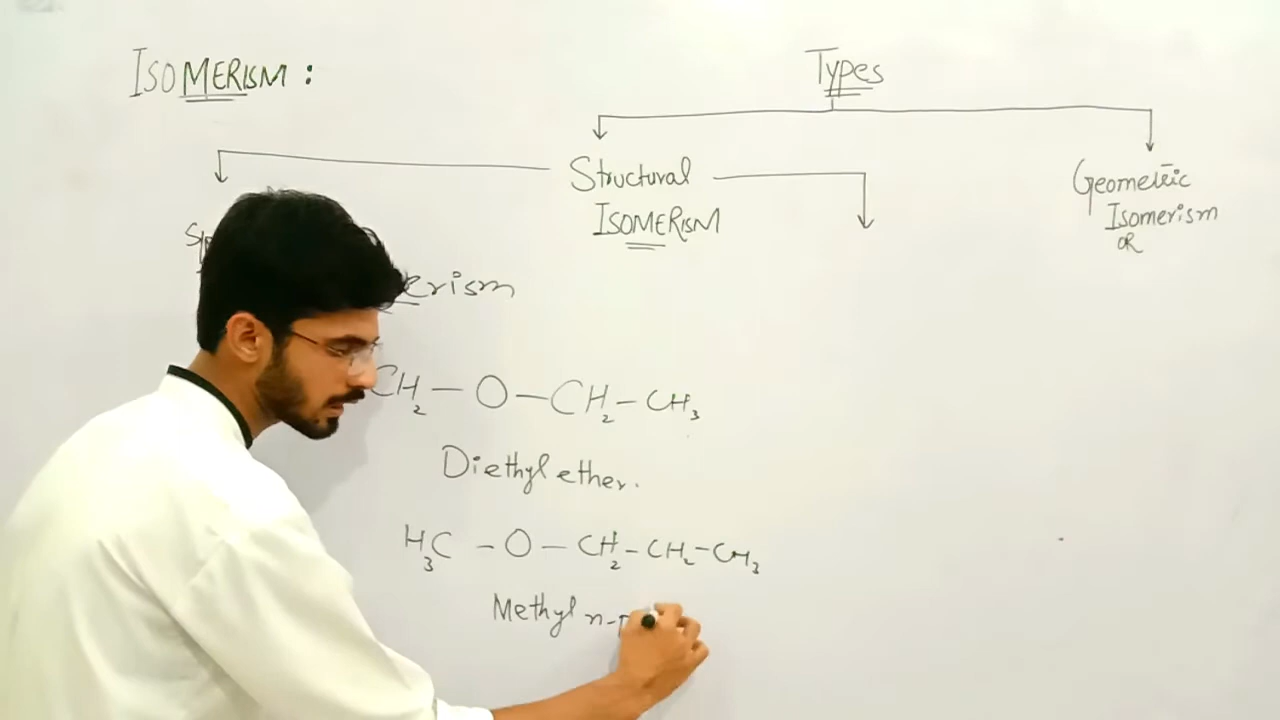 ISOMERISM :
Types
Structural
ISOMERISM
Geometric
Isomerism
OR
erism
CH2 – O – CH2 – CH3
Diethyl ether.
H3C – O – CH2 – CH2 – CH3
Methyl n-